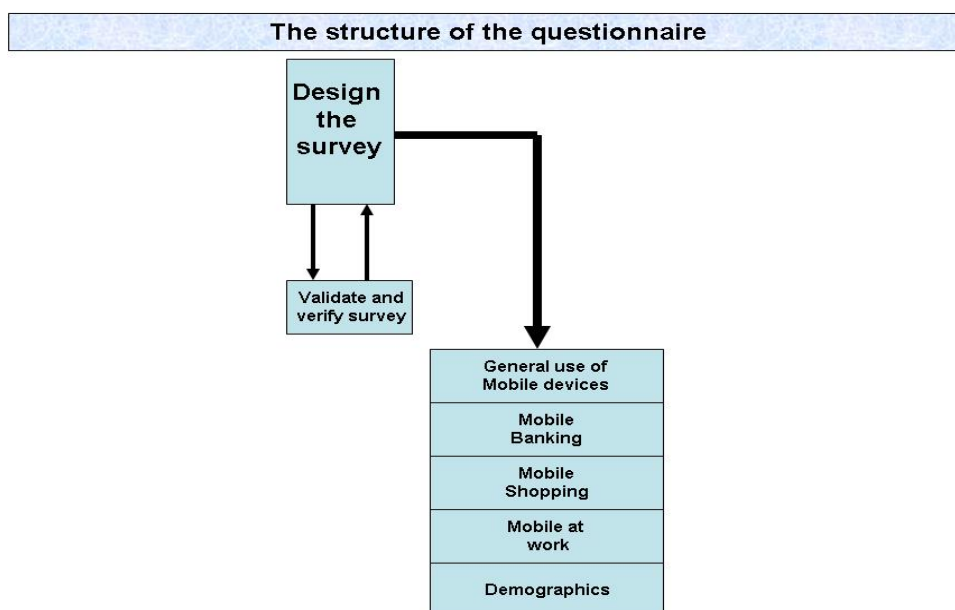 The structure of the questionnaire
Design
the
survey
Validate and
verify survey
General use of
Mobile devices
Mobile
Banking
Mobile
Shopping
Mobile at
work
Demographics